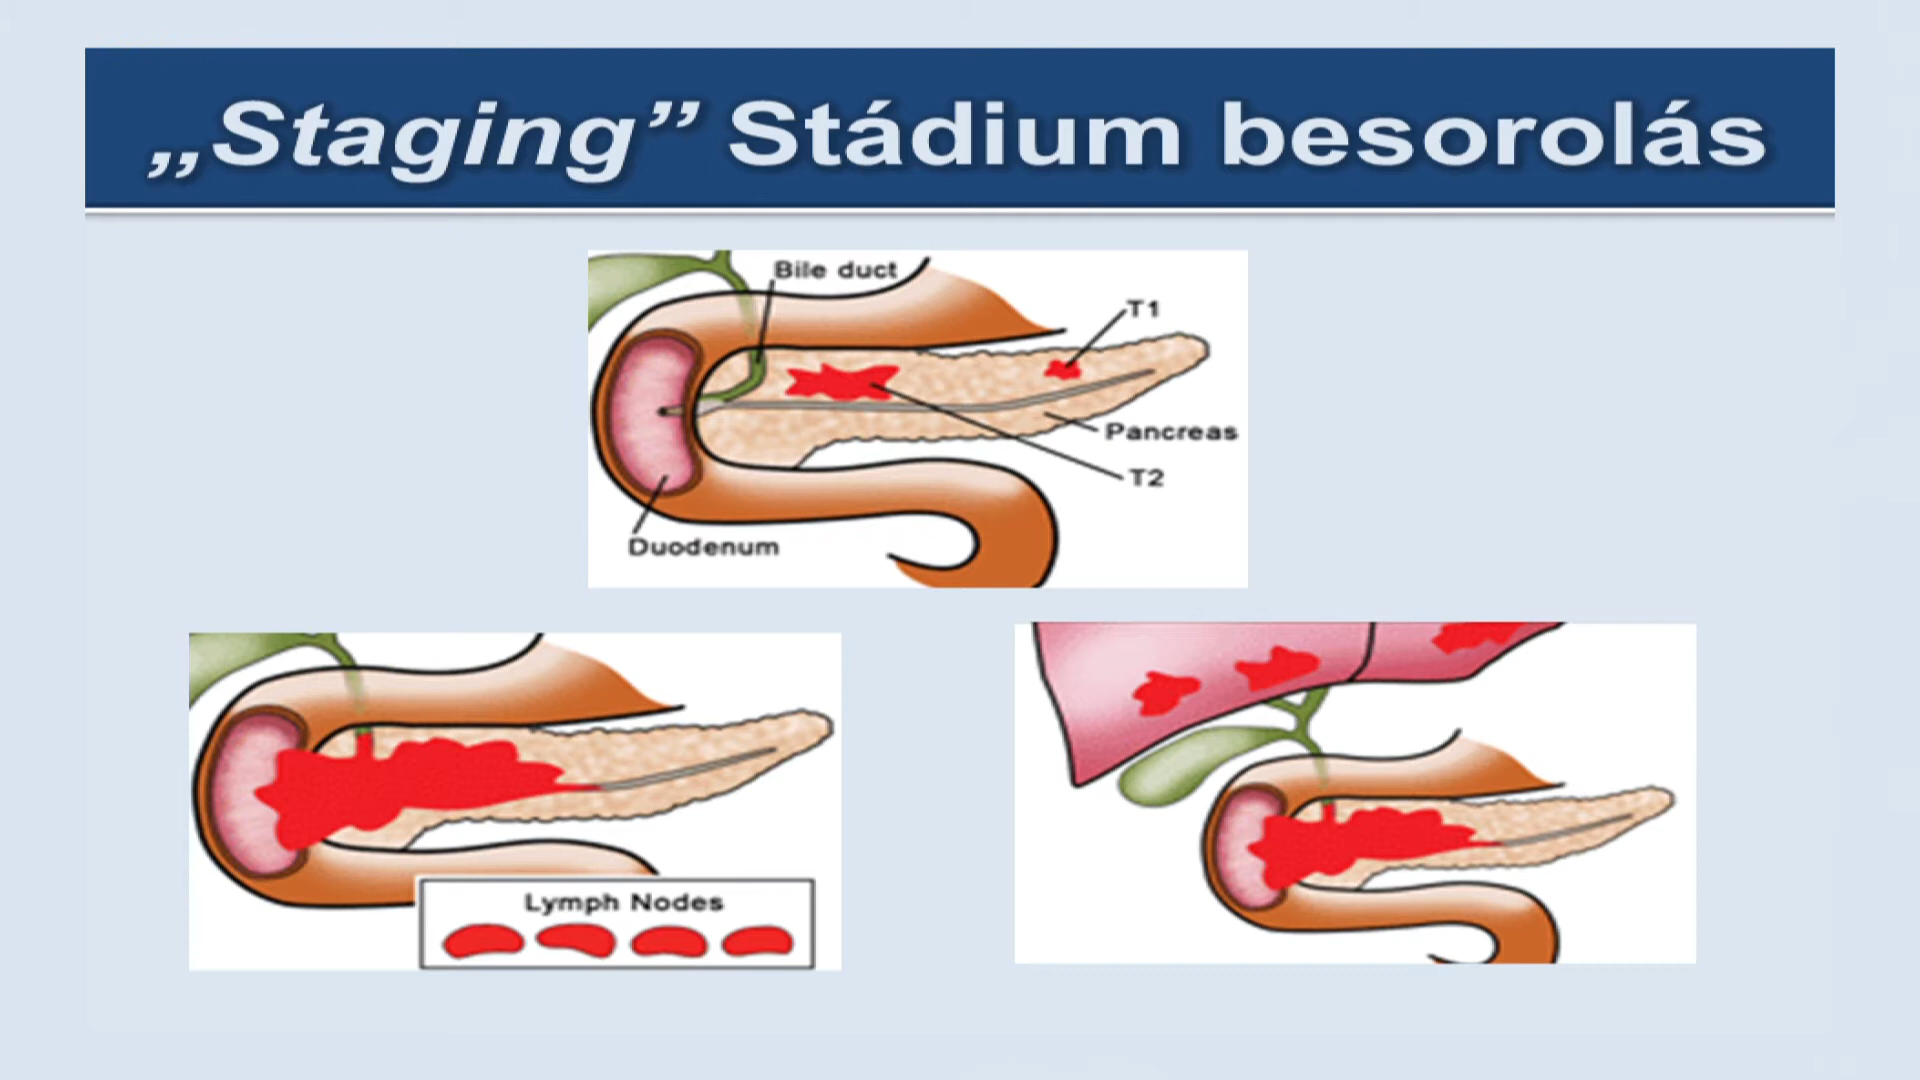 „Staging” Stádium besorolás
Bile duct
T1
Pancreas
T2
Duodenum
Lymph Nodes